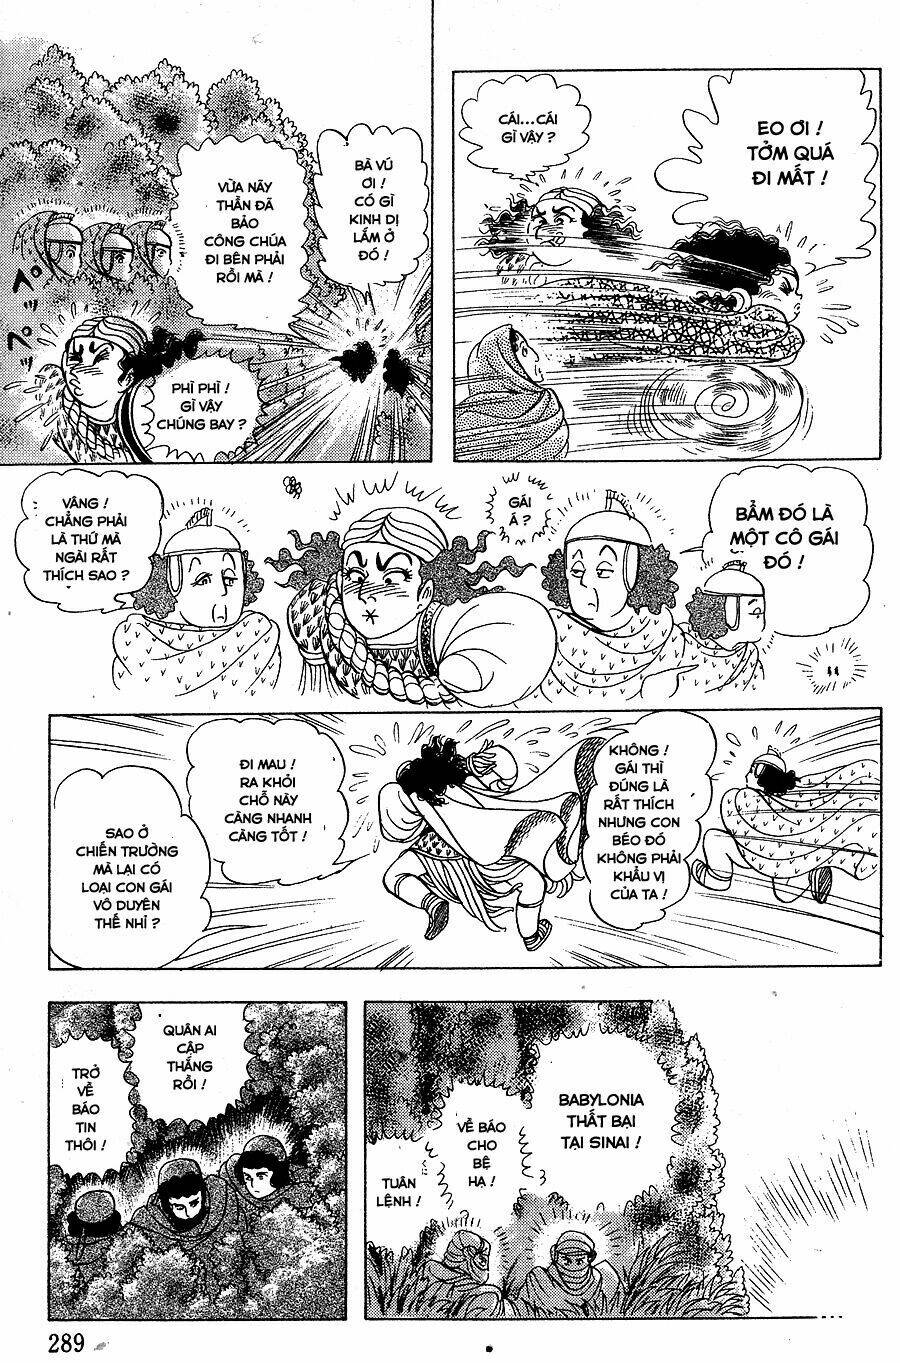 EO ƠI !
TỞM QUÁ
ĐI MẤT !
CÁI...CÁI
GÌ VẬY ?
BÀ VÚ
ƠI !
CÓ GÌ
KINH DỊ
LẮM Ở
ĐÓ !
VỪA NÃY
THẦN ĐÃ
BẢO
CÔNG CHÚA
ĐI BÊN PHẢI
RỒI MÀ !
PHÌ PHÌ !
GÌ VẬY
CHÚNG BAY ?
ペッ
ペッ
BẨM ĐÓ LÀ
MỘT CÔ GÁI
ĐÓ !
GÁI
Á ?
VÂNG !
CHẲNG PHẢI
LÀ THỨ MÀ
NGÀI RẤT
THÍCH SAO ?
KHÔNG !
GÁI THÌ
ĐÚNG LÀ
RẤT THÍCH
NHƯNG CON
BÉO ĐÓ
KHÔNG PHẢI
KHẨU VỊ
CỦA TA !
ĐI MAU !
RA KHỎI
CHỖ NÀY
CÀNG NHANH
CÀNG TỐT !
SAO Ở
CHIẾN TRƯỜNG
MÀ LẠI CÓ
LOẠI CON GÁI
VÔ DUYÊN
THẾ NHỈ ?
BABYLONIA
THẤT BẠI
TẠI SINAI !
VỀ BÁO
CHO
BỆ
HẠ !
TUÂN
LỆNH !
QUÂN AI
CẬP
THẮNG
RỒI !
TRỞ
VỀ
BÁO
TIN
THÔI !
289